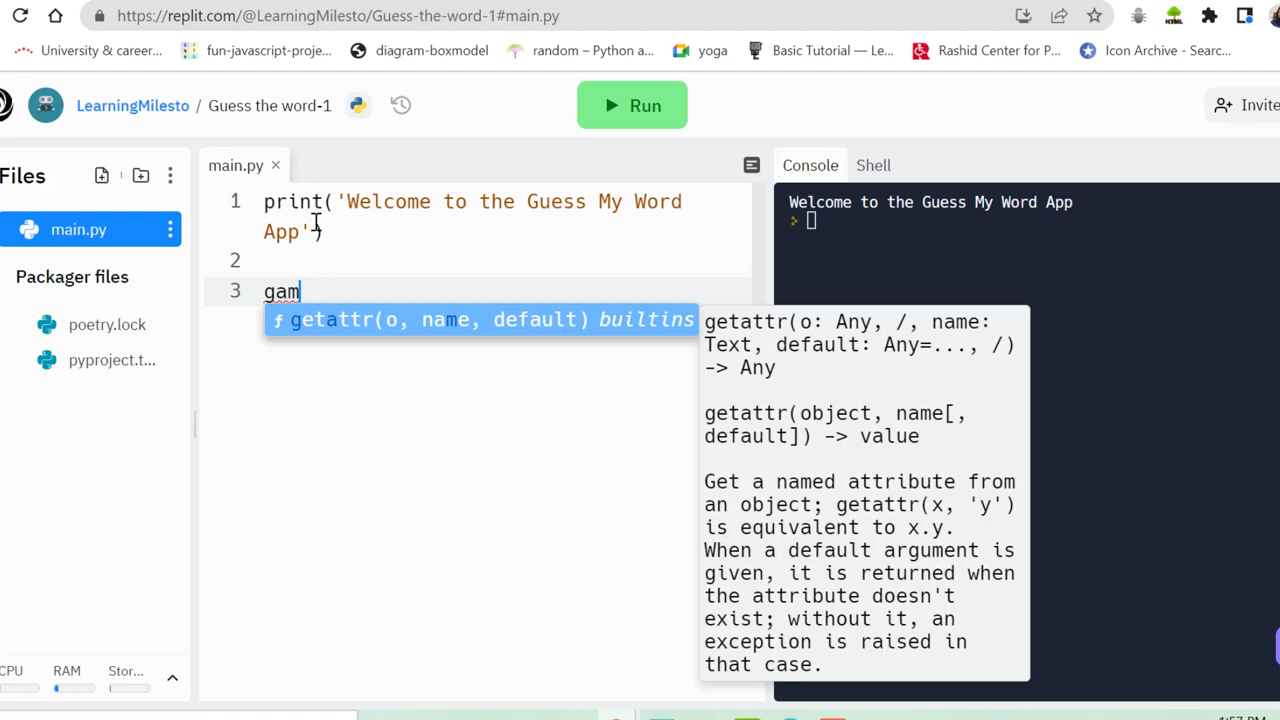 https://replit.com/@LearningMilesto/Guess-the-word-1#main.py
University & career...
fun-javascript-proje...
diagram-boxmodel
random – Python a...
yoga
Basic Tutorial — Le...
Rashid Center for P...
Icon Archive - Searc...
LearningMilesto / Guess the word-1
Run
Invite
Files
main.py
Console
Shell
main.py
Packager files
poetry.lock
pyproject.t...
1 print('Welcome to the Guess My Word
App')
2
3 gam
getattr(o, name, default) builtins
getattr(o: Any, /, name:
Text, default: Any=..., /)
-> Any
getattr(object, name[,
default]) -> value
Get a named attribute from
an object; getattr(x, 'y')
is equivalent to x.y.
When a default argument is
given, it is returned when
the attribute doesn't
exist; without it, an
exception is raised in
that case.
Welcome to the Guess My Word App
CPU
RAM
Stor...